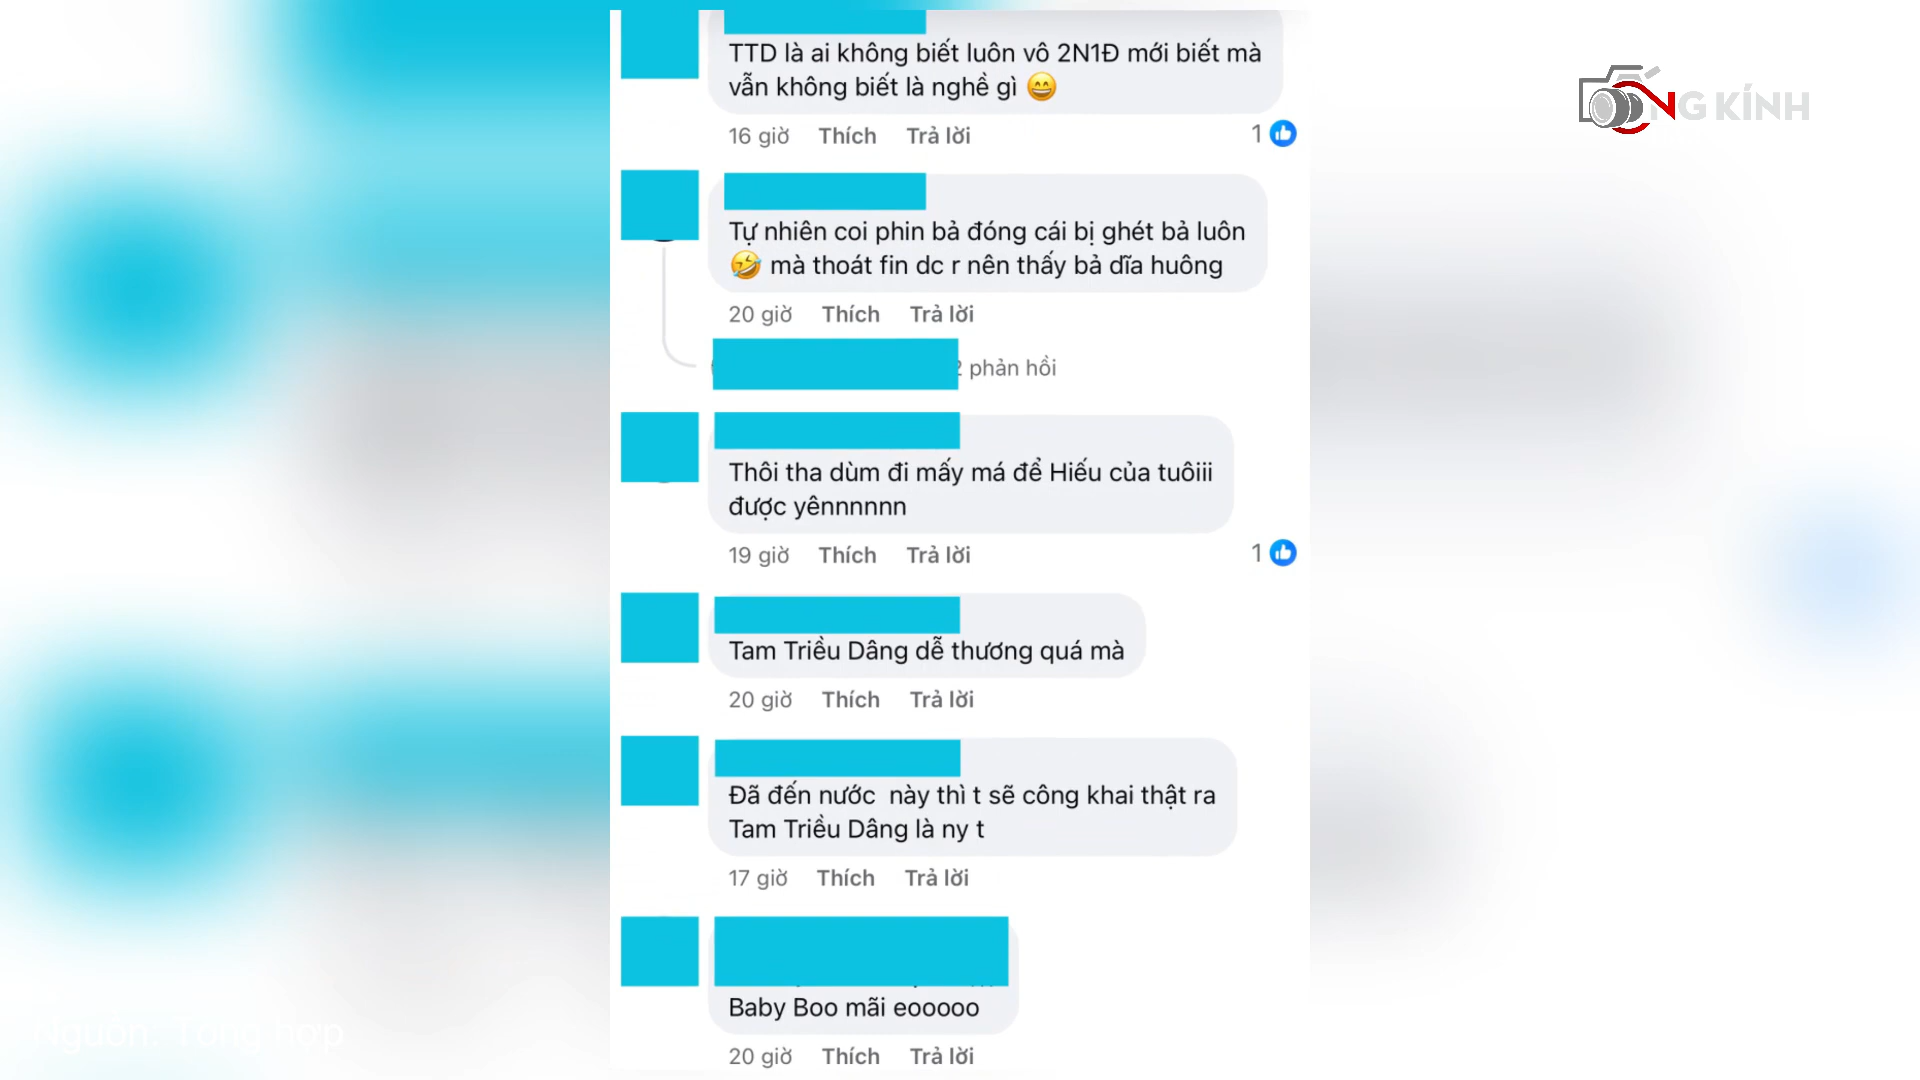 TTD là ai không biết luôn vô 2N1Đ mới biết mà
vẫn không biết là nghề gì 😄
16 giờ Thích Trả lời 1
NG KÍNH
Tự nhiên coi phin bả đóng cái bị ghét bả luôn
🤣 mà thoát fin dc r nên thấy bả dĩa huông
20 giờ Thích Trả lời
2 phản hồi
Thôi tha dùm đi mấy má để Hiếu của tuôiii
được yênnnnnn
19 giờ Thích Trả lời 1
Tam Triều Dâng dễ thương quá mà
20 giờ Thích Trả lời
Đã đến nước này thì t sẽ công khai thật ra
Tam Triều Dâng là ny t
17 giờ Thích Trả lời
Baby Boo mãi eooooo
Nguồn: Tổng hợp
20 giờ Thích Trả lời